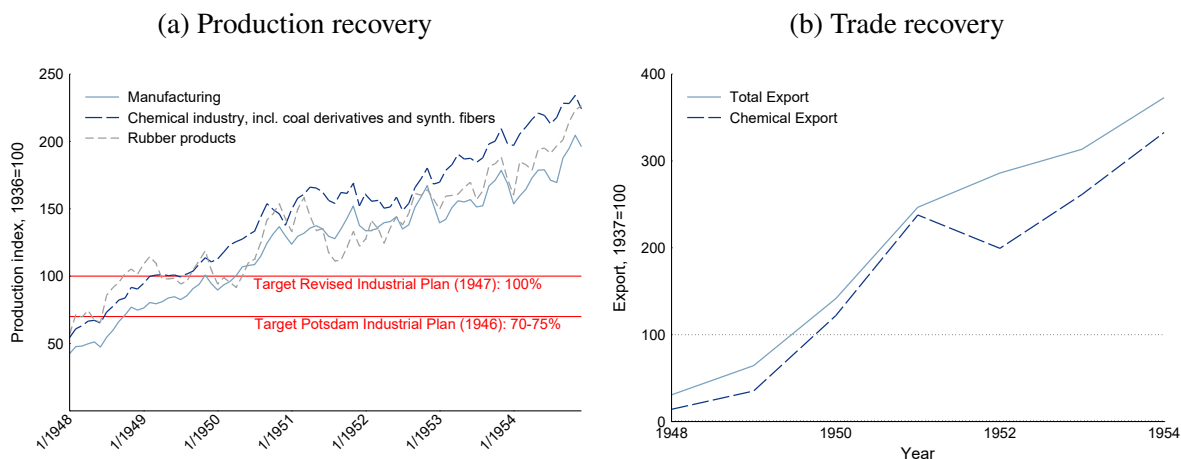 (a) Production recovery
250
200
150
100
50
Production index, 1936=100
Manufacturing
Chemical industry, incl. coal derivatives and synth. fibers
Rubber products
Target Revised Industrial Plan (1947): 100%
Target Potsdam Industrial Plan (1946): 70-75%
1/1948
1/1949
1/1950
1/1951
1/1952
1/1953
1/1954
(b) Trade recovery
400
300
200
100
0
Export, 1937=100
Total Export
Chemical Export
1948
1950
1952
1954
Year